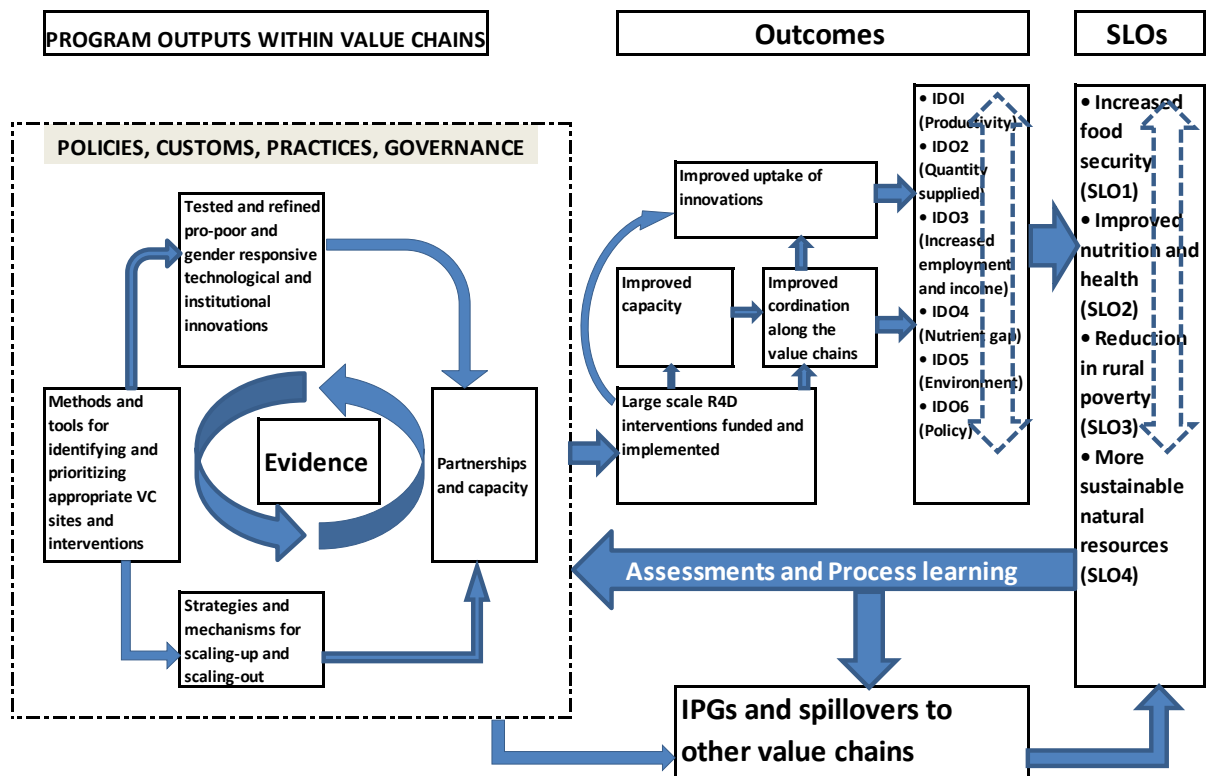 PROGRAM OUTPUTS WITHIN VALUE CHAINS
Outcomes
SLOs
POLICIES, CUSTOMS, PRACTICES, GOVERNANCE
Tested and refined
pro-poor and
gender responsive
technological and
institutional
innovations
Methods and
tools for
identifying and
prioritizing
appropriate VC
sites and
interventions
Evidence
Partnerships
and capacity
Strategies and
mechanisms for
scaling-up and
scaling-out
Improved uptake of
innovations
Improved
capacity
Improved
cordination
along the
value chains
Large scale R4D
interventions funded and
implemented
• IDOI
(Productivity)
• IDO2
(Quantity
supplied)
• IDO3
(Increased
employment
and income)
• IDO4
(Nutrient gap)
• IDO5
(Environment)
• IDO6
(Policy)
• Increased
food
security
(SLO1)
• Improved
nutrition and
health
(SLO2)
• Reduction
in rural
poverty
(SLO3)
• More
sustainable
natural
resources
(SLO4)
Assessments and Process learning
IPGs and spillovers to
other value chains